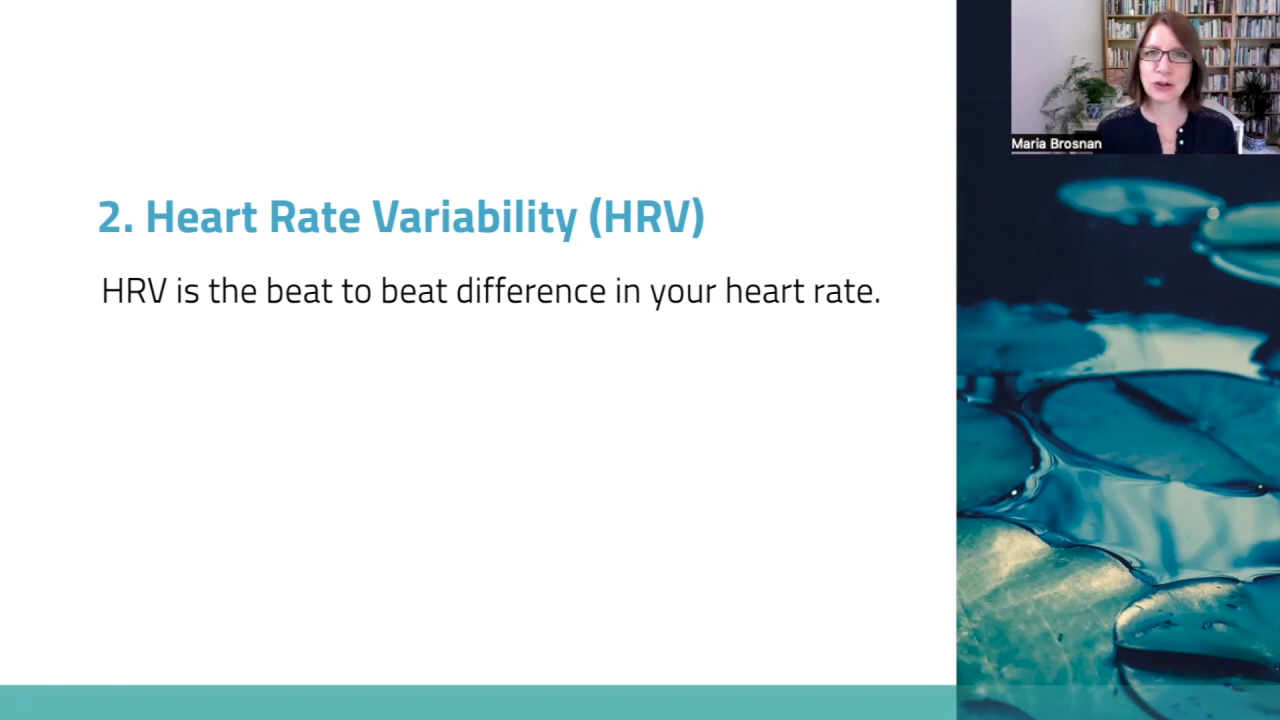 Maria Brosnan
2. Heart Rate Variability (HRV)
HRV is the beat to beat difference in your heart rate.